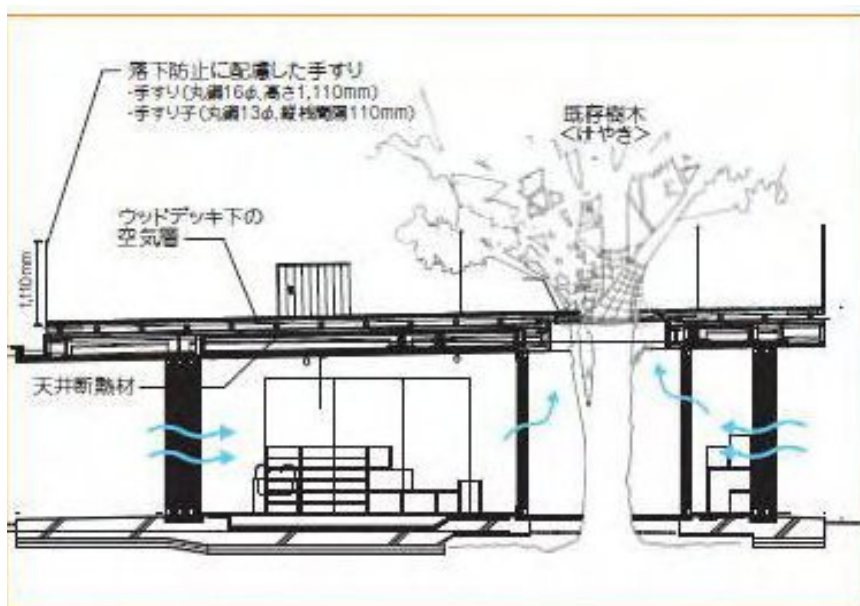 落下防止に配慮した手すり
-手すり(丸鋼16φ、高さ1,110mm)
-手すり子(丸鋼13φ、縦桟間隔110mm)
既存樹木
<けやき>
ウッドデッキ下の
空気層
1,110mm
天井断熱材